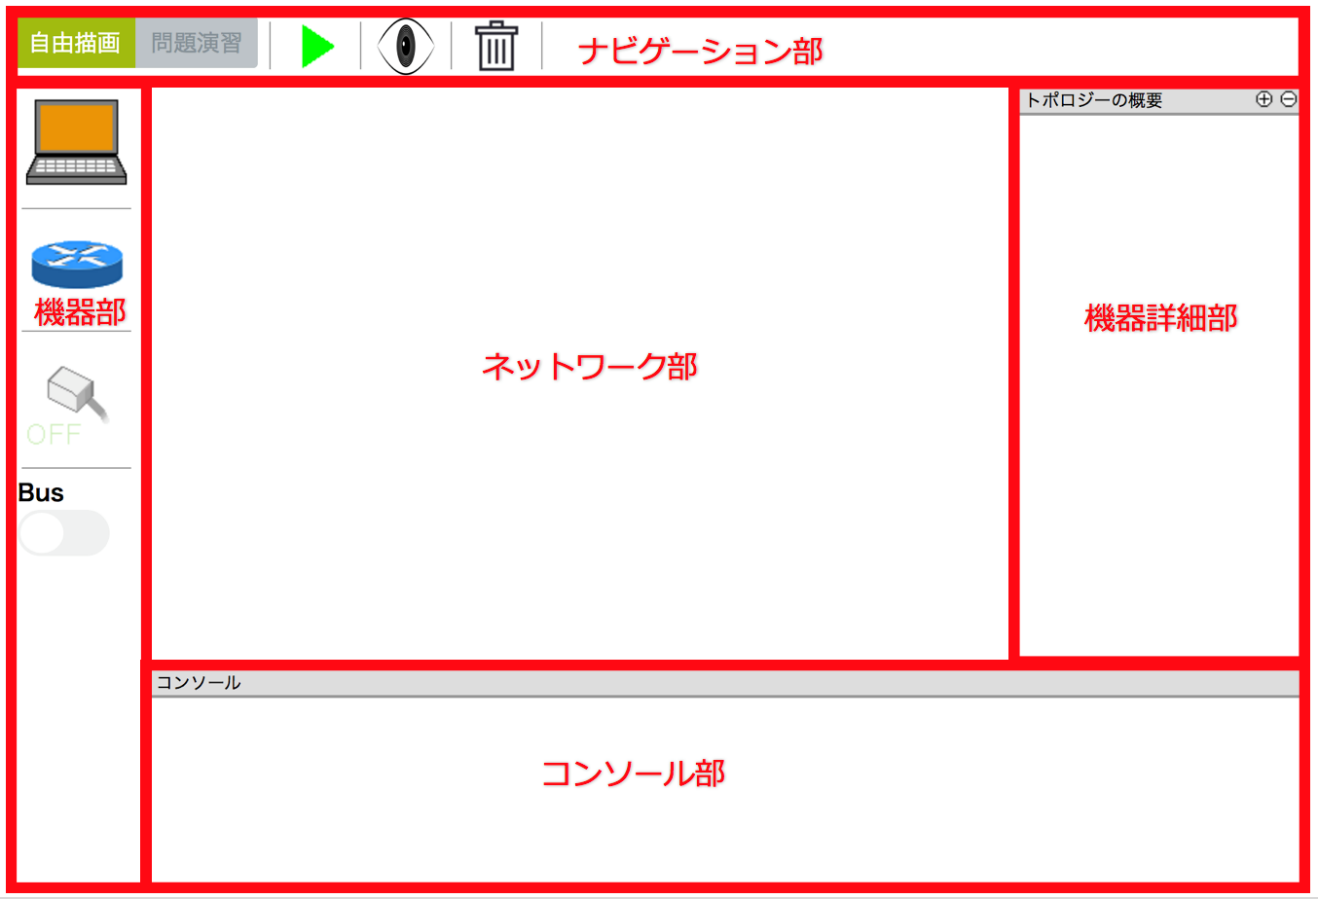 自由描画 問題演習 ナビゲーション部
トポロジーの概要
機器部
機器詳細部
ネットワーク部
OFF
Bus
コンソール
コンソール部